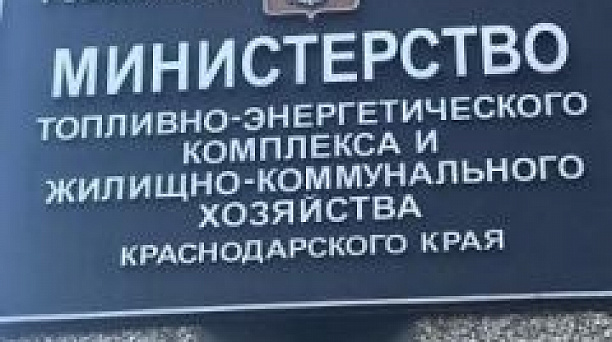 МИНИСТЕРСТВО
ТОПЛИВНО-ЭНЕРГЕТИЧЕСКОГО
КОМПЛЕКСА И
ЖИЛИЩНО-КОММУНАЛЬНОГО
ХОЗЯЙСТВА
КРАСНОДАРСКОГО КРАЯ